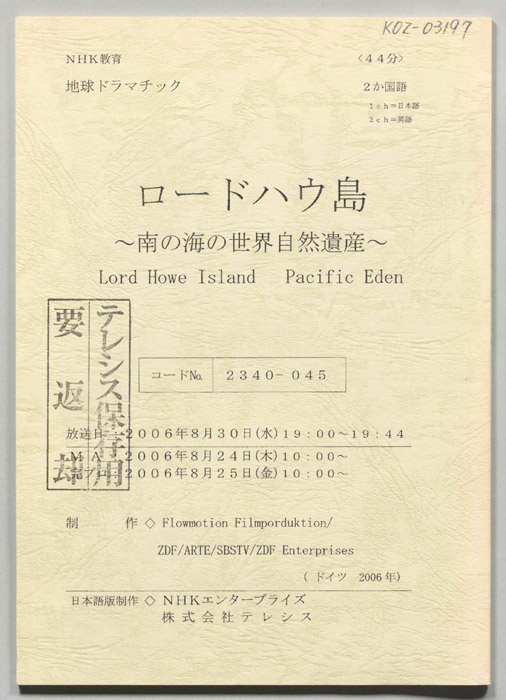 KOZ-03197
NHK教育 〈44分〉
地球ドラマチック 2か国語
1ch=日本語
2ch=英語
ロードハウ島
～南の海の世界自然遺産～
Lord Howe Island Pacific Eden
テレシス保存用
要返却
コードNo. 2340-045
放送日 2006年8月30日(水)19:00～19:44
MA 2006年8月24日(木)10:00～
2006年8月25日(金)10:00～
制作◇Flowmotion Filmporduktion/
ZDF/ARTE/SBSTV/ZDF Enterprises
(ドイツ 2006年)
日本語版制作◇NHKエンタープライズ
株式会社テレシス